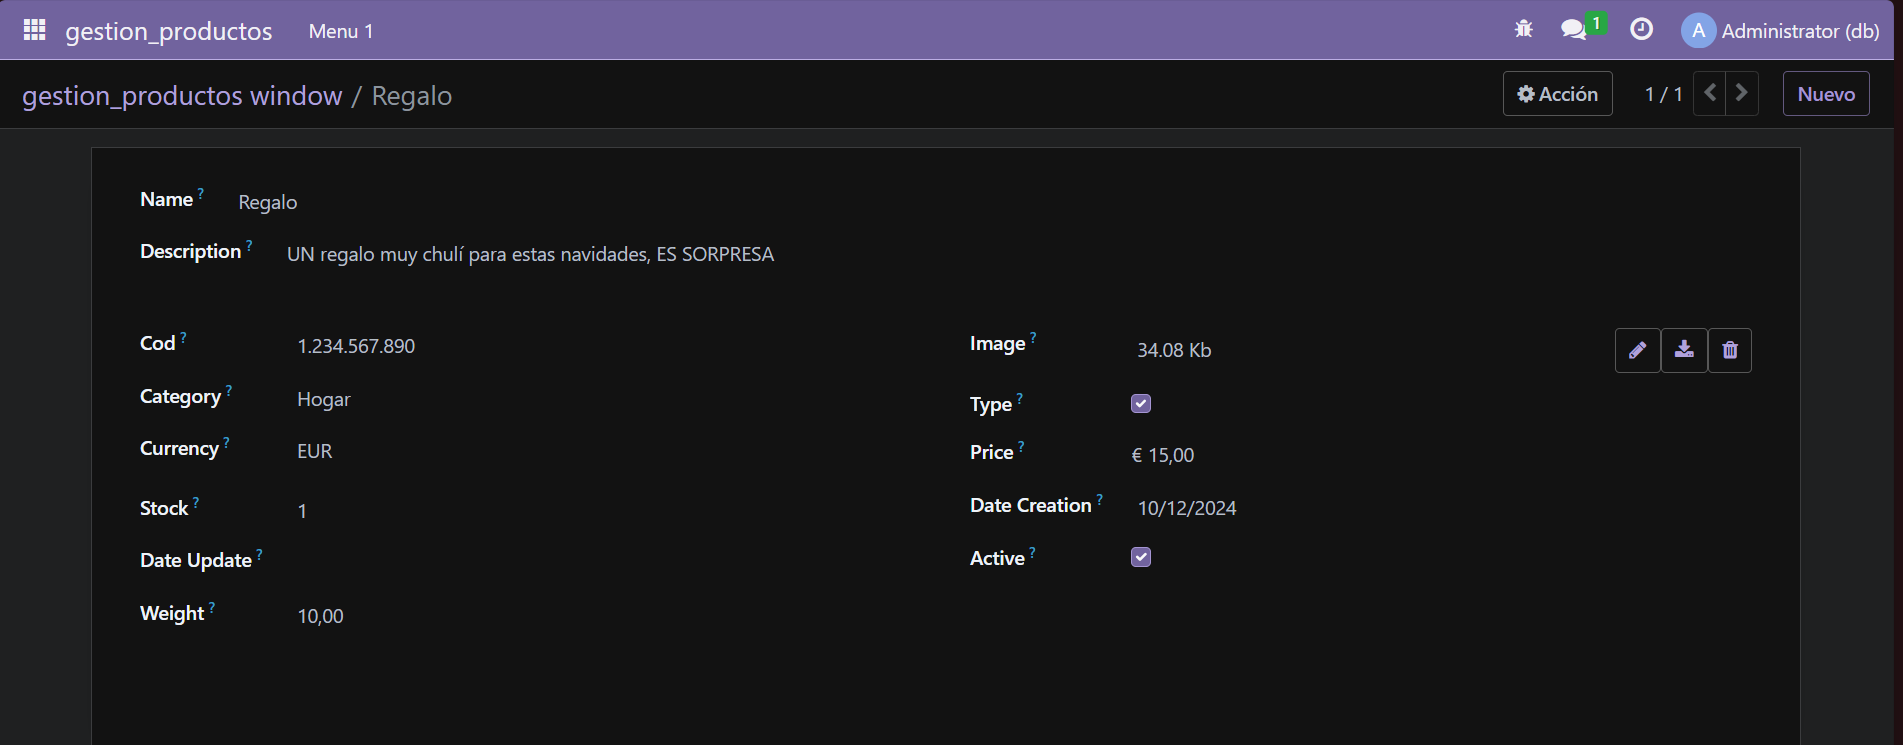 gestion_productos Menu 1 1 A Administrator (db)
gestion_productos window / Regalo Acción 1 / 1 Nuevo
Name ? Regalo
Description ? UN regalo muy chulí para estas navidades, ES SORPRESA
Cod ? 1.234.567.890
Category ? Hogar
Currency ? EUR
Stock ? 1
Date Update ?
Weight ? 10,00
Image ? 34.08 Kb
Type ?
Price ? € 15,00
Date Creation ? 10/12/2024
Active ?